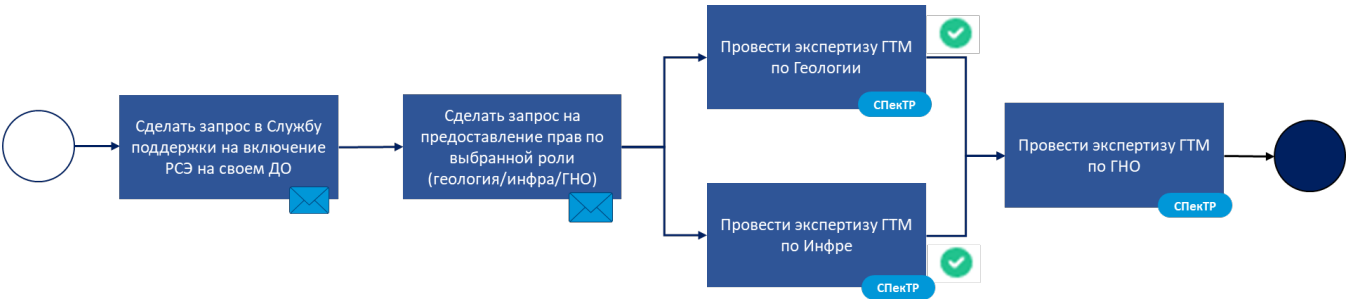 Сделать запрос в Службу
поддержки на включение
РСЭ на своем ДО
Сделать запрос на
предоставление прав по
выбранной роли
(геология/инфра/ГНО)
Провести экспертизу ГТМ
по Геологии
СПекТР
Провести экспертизу ГТМ
по Инфре
СПекТР
Провести экспертизу ГТМ
по ГНО
СПекТР